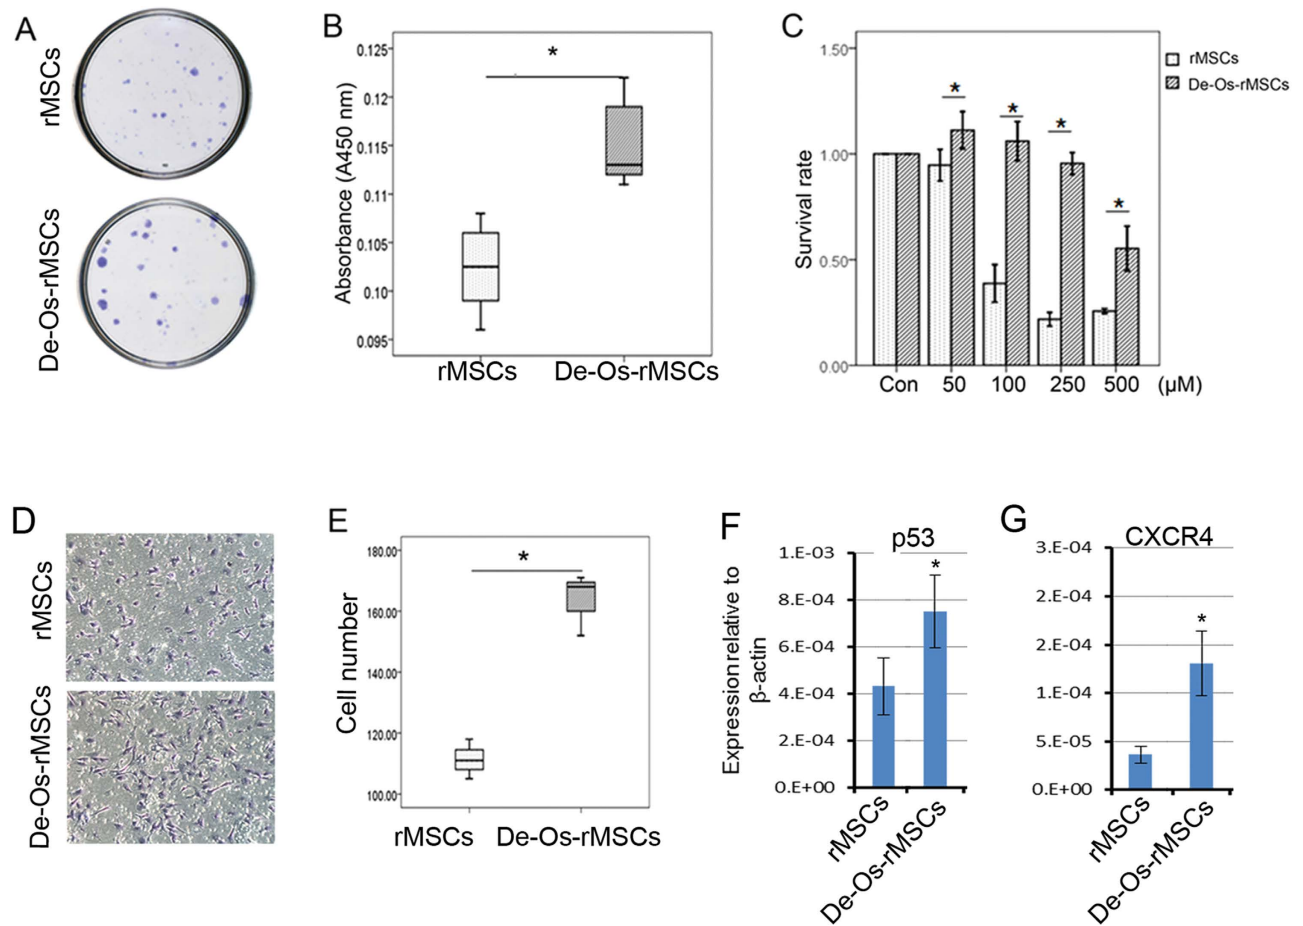 A
rMSCs
De-Os-rMSCs
B
Absorbance (A450 nm)
0.125
0.12
0.115
0.11
0.105
0.10
0.095
*
rMSCs
De-Os-rMSCs
C
Survival rate
1.50
1.00
0.50
0.00
*
*
*
*
rMSCs
De-Os-rMSCs
Con
50
100
250
500
(µM)
D
rMSCs
De-Os-rMSCs
E
Cell number
180.00
160.00
140.00
120.00
100.00
*
rMSCs
De-Os-rMSCs
F
p53
Expression relative to
β-actin
1.E-03
8.E-04
6.E-04
4.E-04
2.E-04
0.E+00
*
rMSCs
De-Os-rMSCs
G
CXCR4
3.E-04
2.E-04
2.E-04
1.E-04
5.E-05
0.E+00
*
rMSCs
De-Os-rMSCs